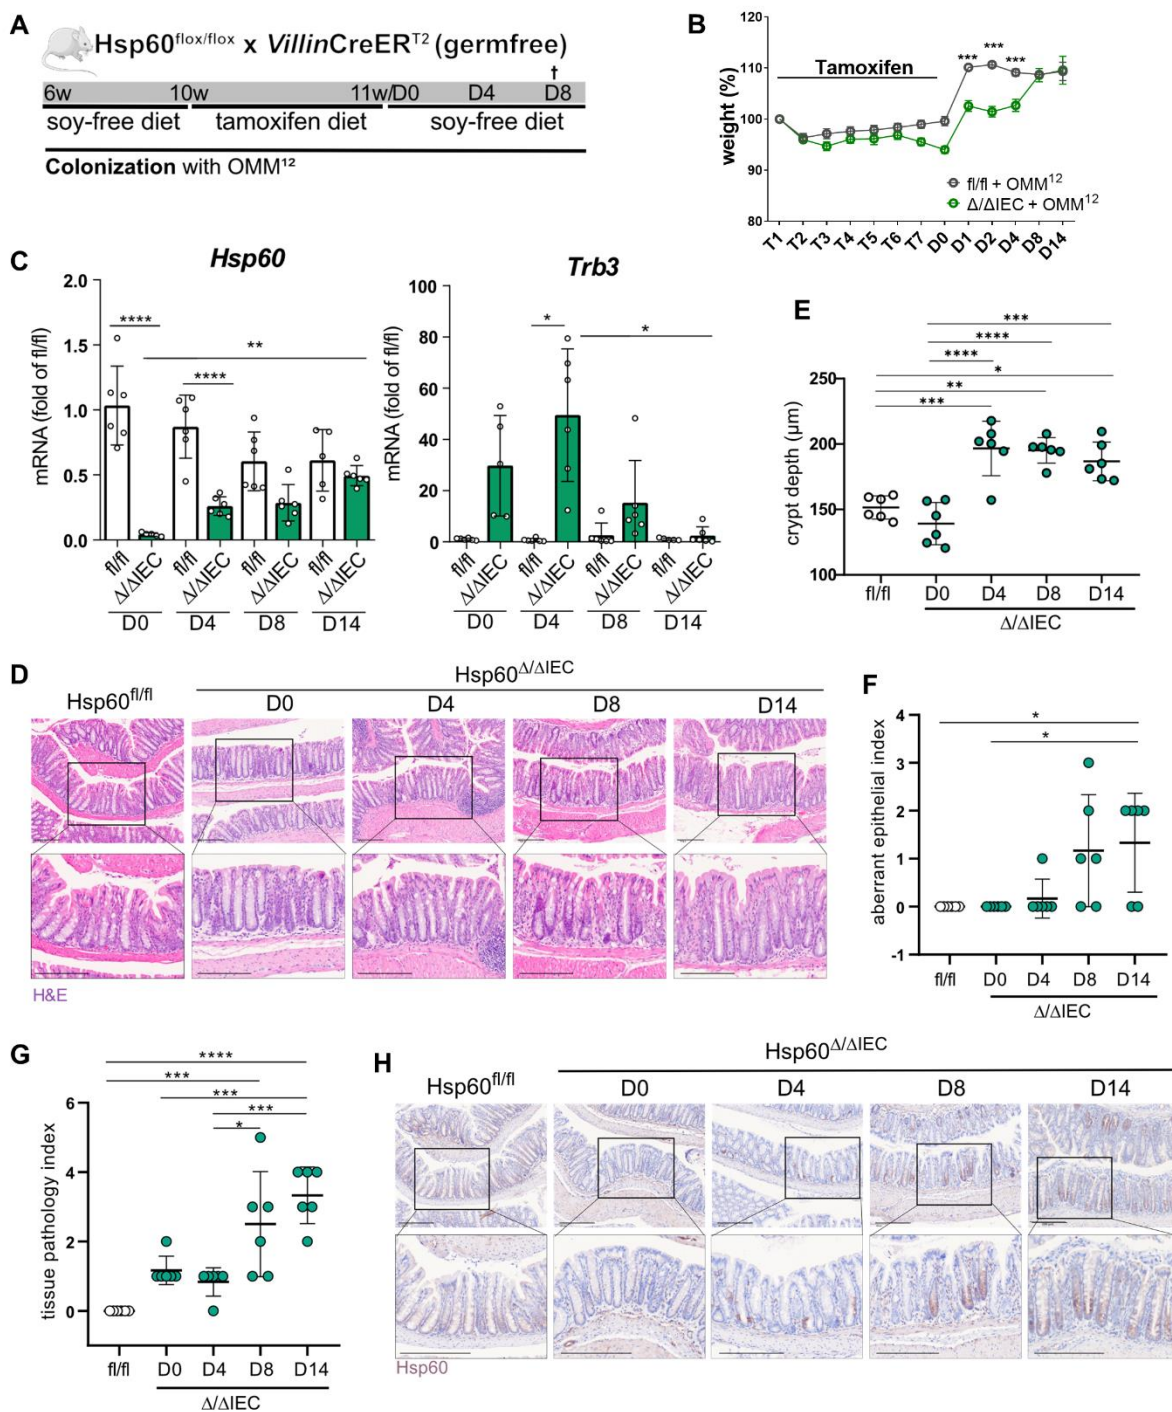 A
Hsp60flox/flox x VillinCreERT2 (germfree)
†
6w 10w 11w/D0 D4 D8
soy-free diet tamoxifen diet soy-free diet
Colonization with OMM¹²
B
120
110
100
90
80
weight (%)
Tamoxifen
*** *** ***
fl/fl + OMM12
Δ/ΔIEC + OMM12
T1 T2 T3 T4 T5 T6 T7 D0 D1 D2 D4 D8 D14
C
Hsp60
mRNA (fold of fl/fl)
2.0
1.5
1.0
0.5
0.0
****
**
****
fl/fl Δ/ΔIEC fl/fl Δ/ΔIEC fl/fl Δ/ΔIEC fl/fl Δ/ΔIEC
D0 D4 D8 D14
Trb3
mRNA (fold of fl/fl)
100
80
60
40
20
0
*
*
fl/fl Δ/ΔIEC fl/fl Δ/ΔIEC fl/fl Δ/ΔIEC fl/fl Δ/ΔIEC
D0 D4 D8 D14
E
***
****
****
*
**
***
crypt depth (µm)
250
200
150
100
fl/fl D0 D4 D8 D14
Δ/ΔIEC
D
Hsp60fl/fl
Hsp60Δ/ΔIEC
D0 D4 D8 D14
H&E
F
aberrant epithelial index
4
3
2
1
0
-1
*
*
fl/fl D0 D4 D8 D14
Δ/ΔIEC
G
****
***
***
***
*
tissue pathology index
6
4
2
0
fl/fl D0 D4 D8 D14
Δ/ΔIEC
H
Hsp60fl/fl
Hsp60Δ/ΔIEC
D0 D4 D8 D14
Hsp60